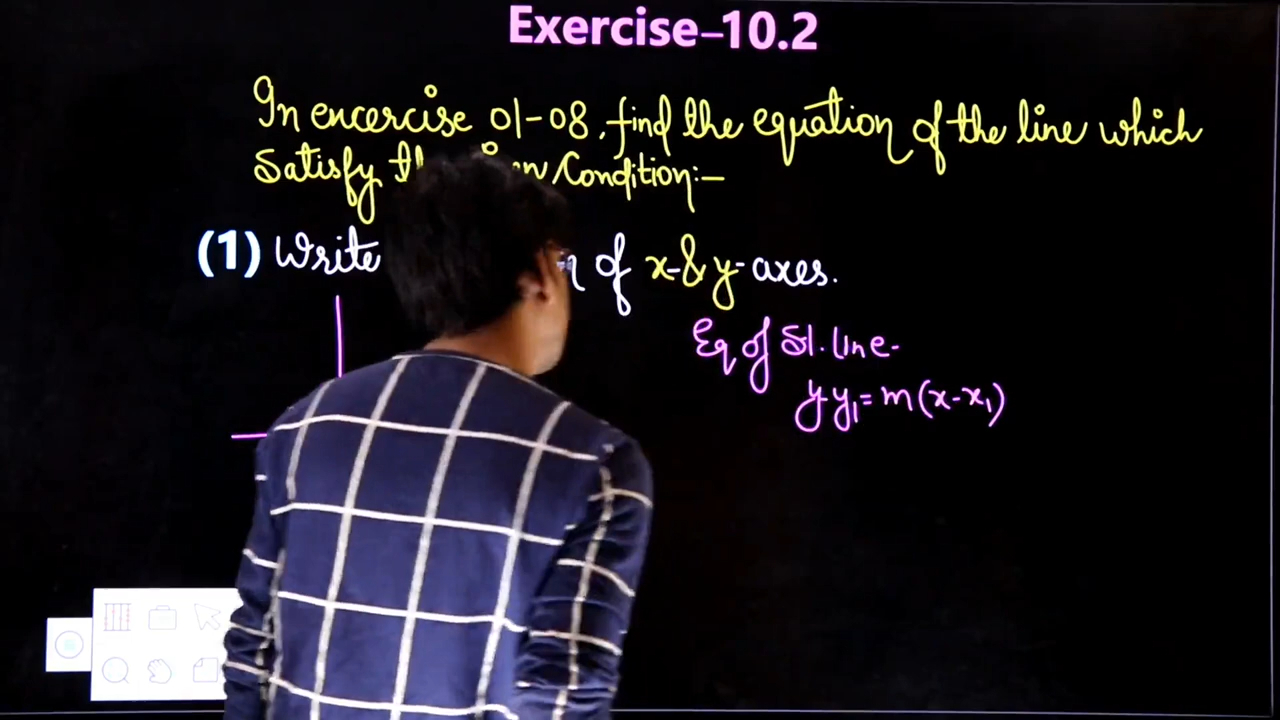 Exercise-10.2
In encercise 01-08, find the equation of the line which
Satisfy Condition:-
(1) Write of x-&y-axes.
Eq of St. line-
y y₁= m(x-x₁)